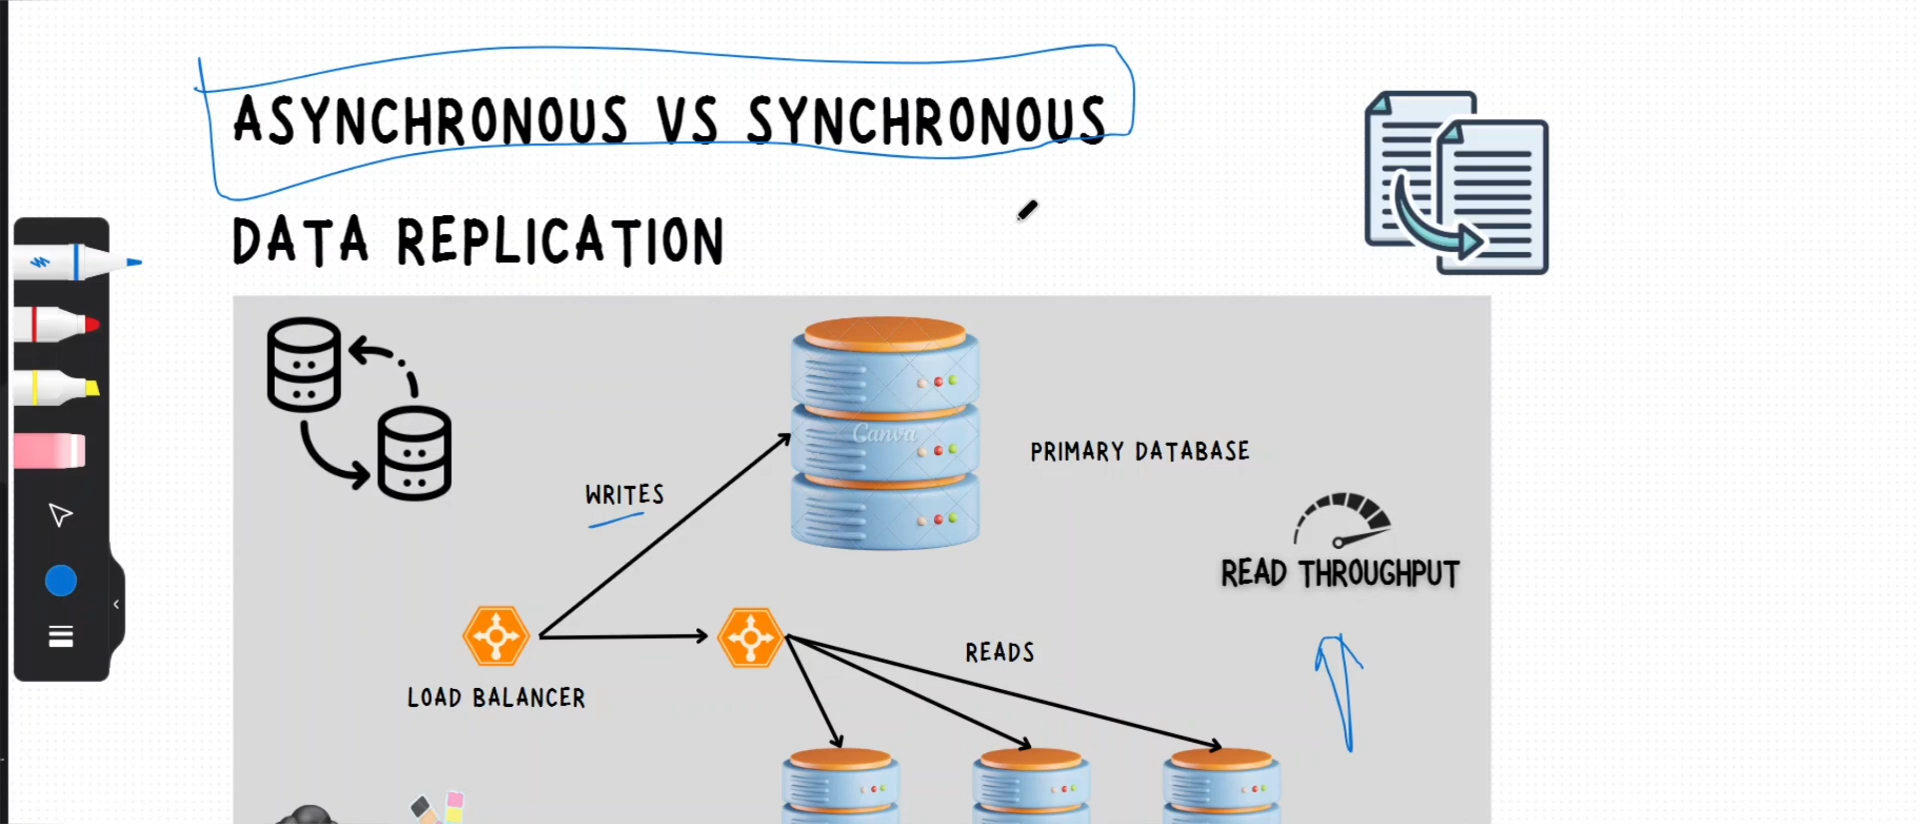 ASYNCHRONOUS VS SYNCHRONOUS
DATA REPLICATION
Canva
PRIMARY DATABASE
WRITES
READ THROUGHPUT
READS
LOAD BALANCER